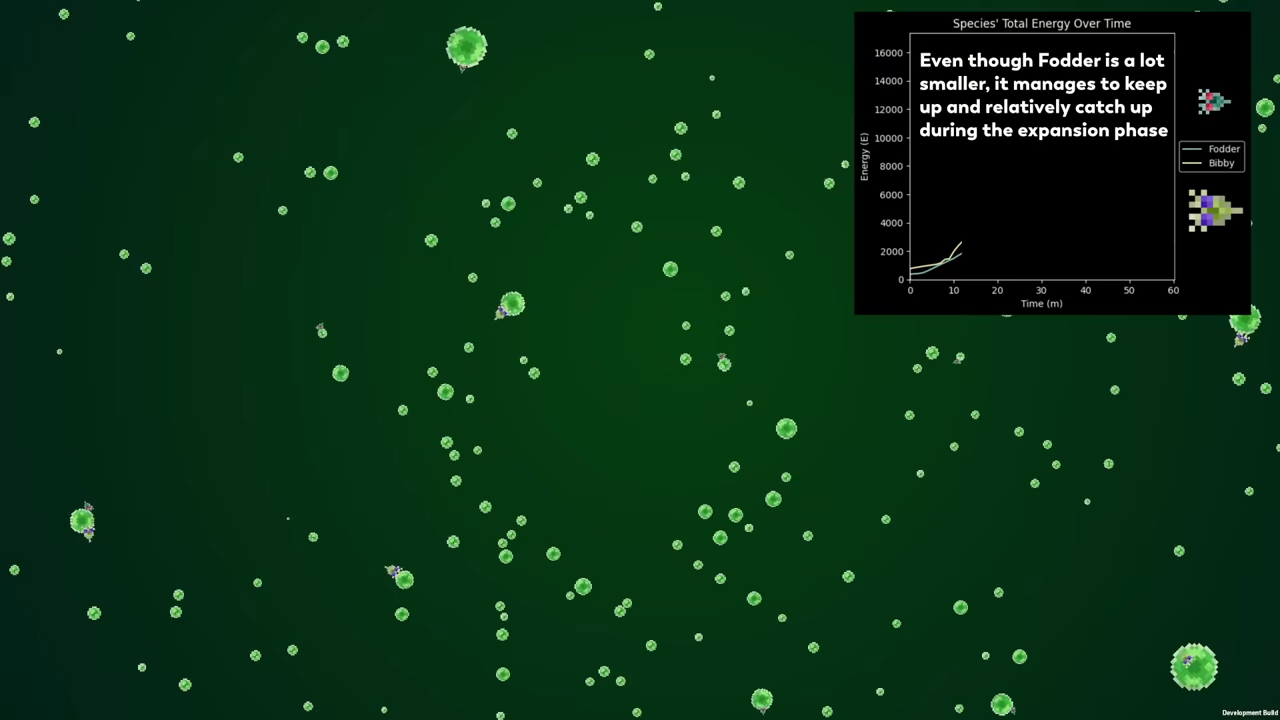 Species' Total Energy Over Time
Even though Fodder is a lot
smaller, it manages to keep
up and relatively catch up
during the expansion phase
16000
14000
12000
10000
8000
6000
4000
2000
0
Energy (E)
0 10 20 30 40 50 60
Time (m)
Fodder
Bibby
Development Build